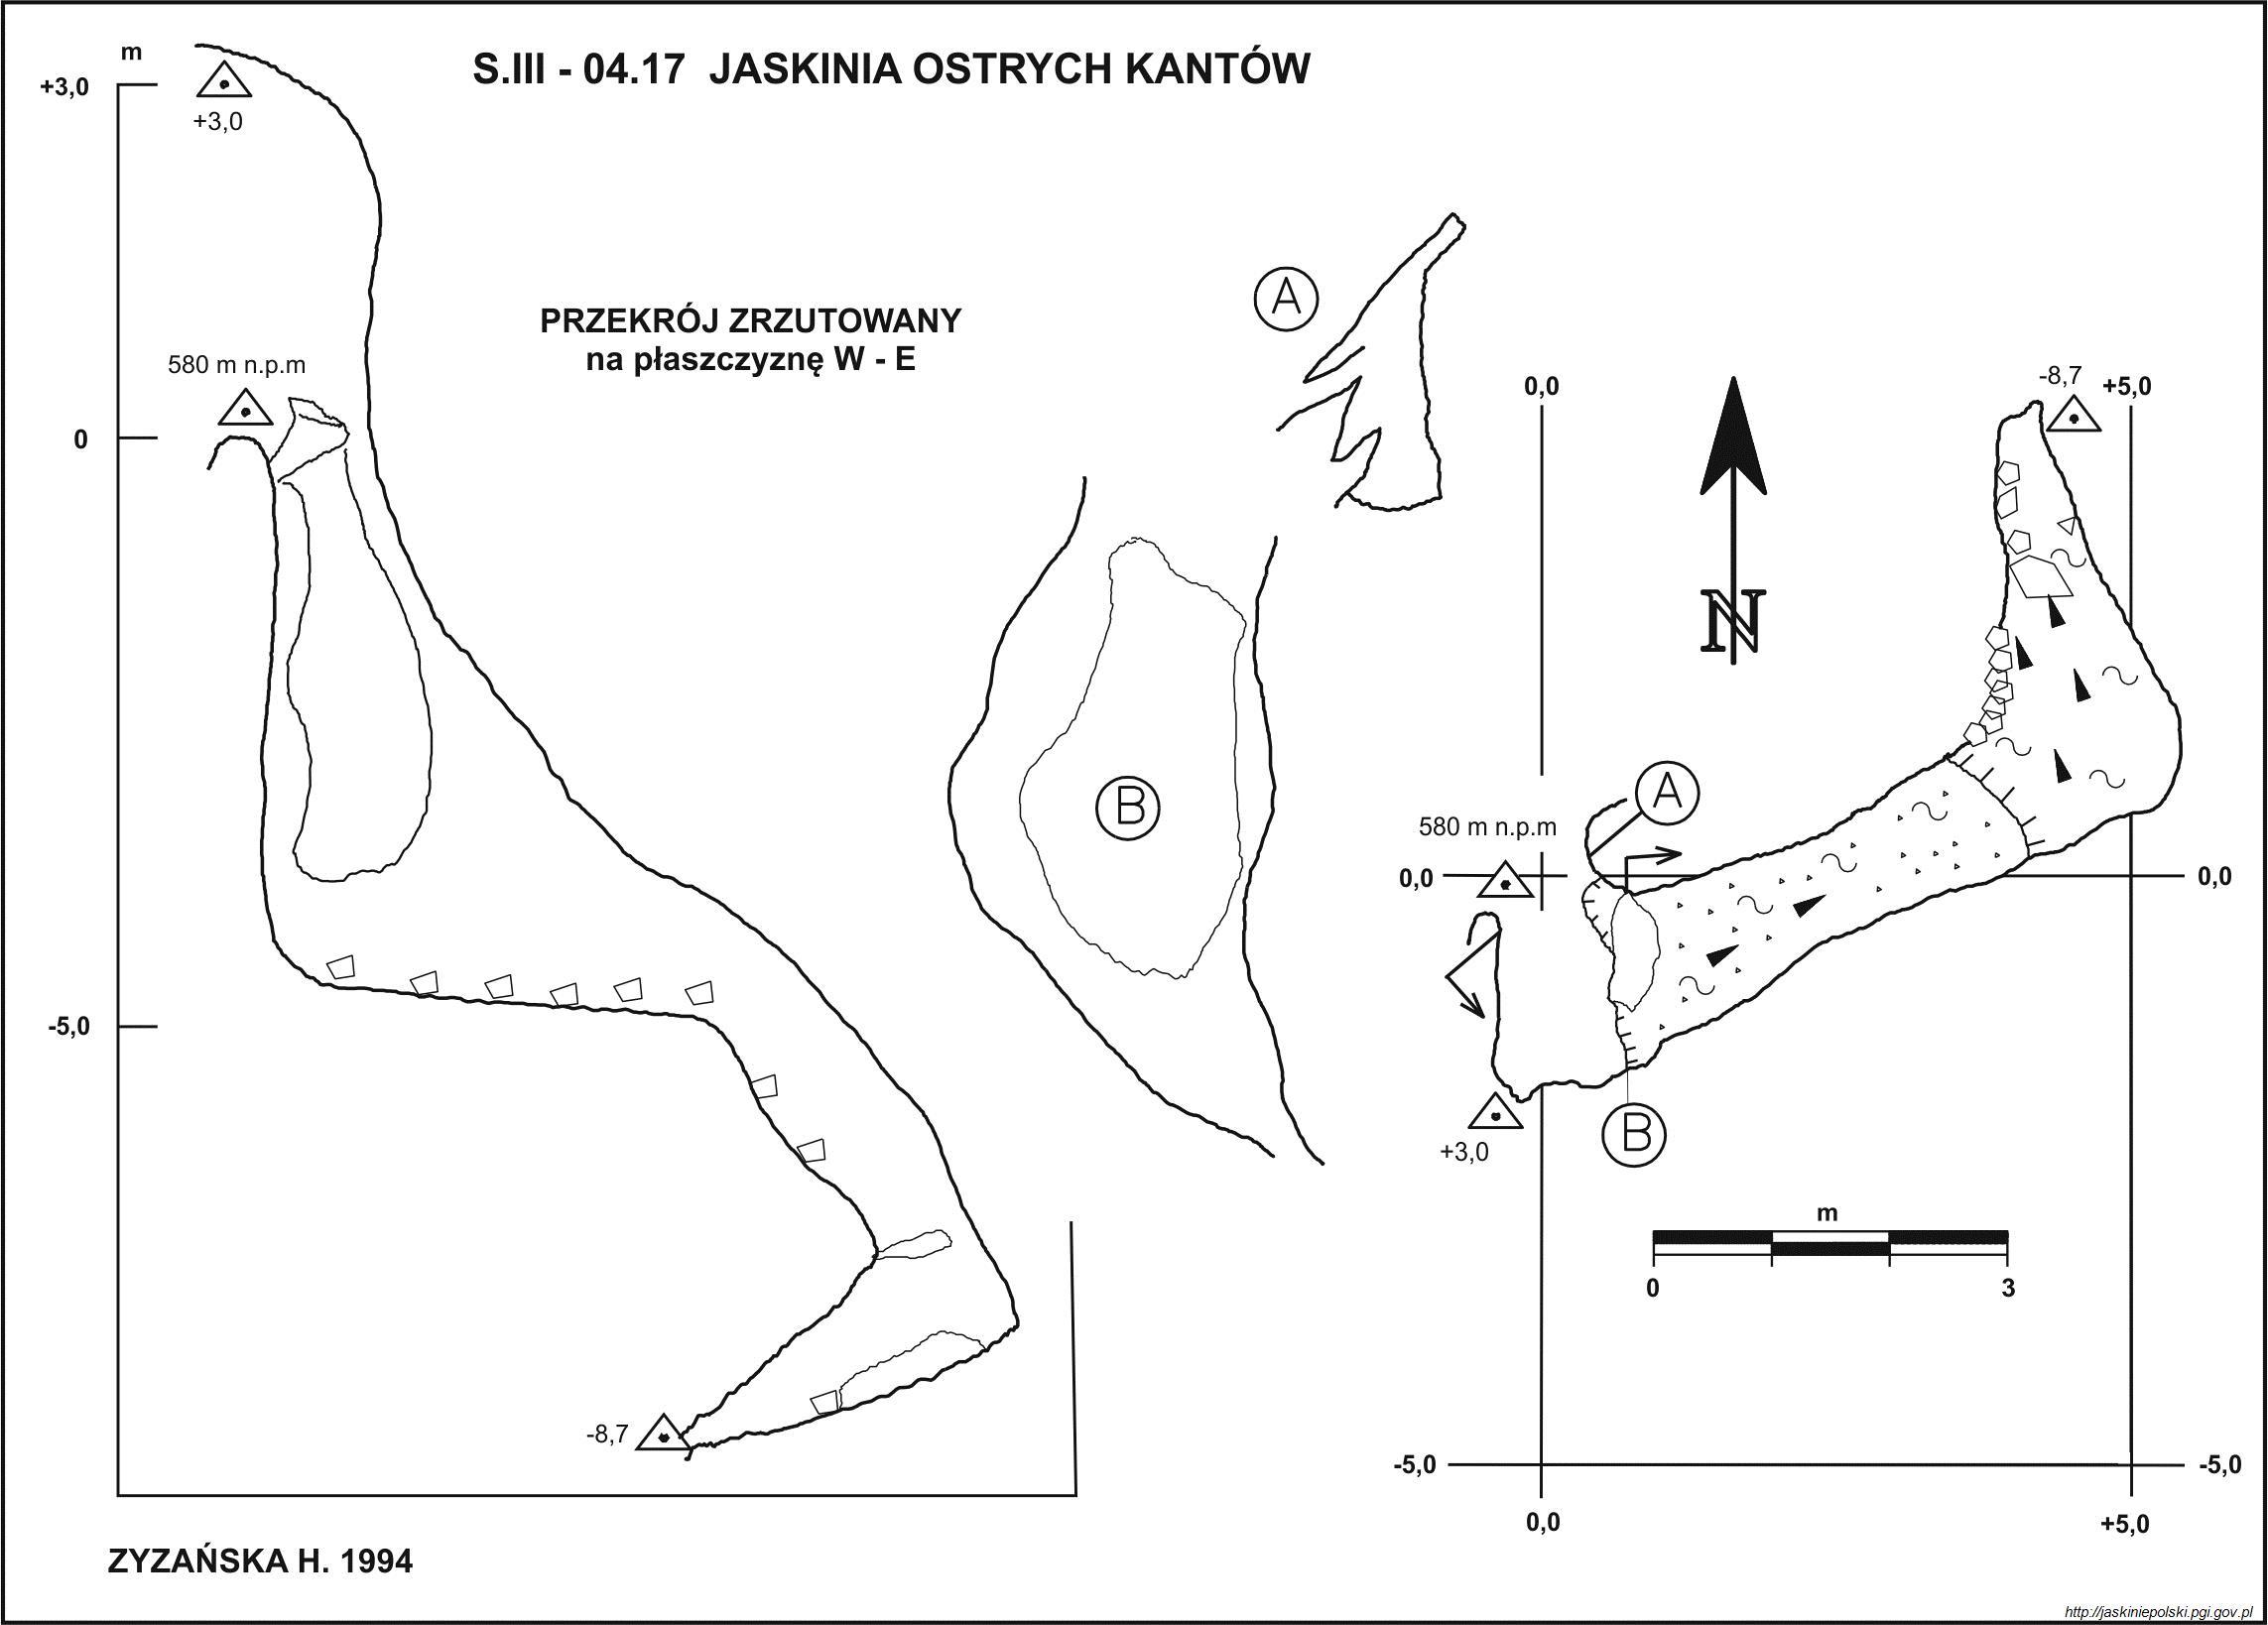 S.III - 04.17 JASKINIA OSTRYCH KANTÓW
m
+3,0
+3,0
580 m n.p.m
0
-5,0
-8,7
PRZEKRÓJ ZRZUTOWANY
na płaszczyznę W - E
A
B
0,0
-8,7
+5,0
N
A
580 m n.p.m
0,0
0,0
+3,0
B
m
0
3
-5,0
-5,0
0,0
+5,0
ZYZAŃSKA H. 1994
http://jaskiniepolski.pgi.gov.pl